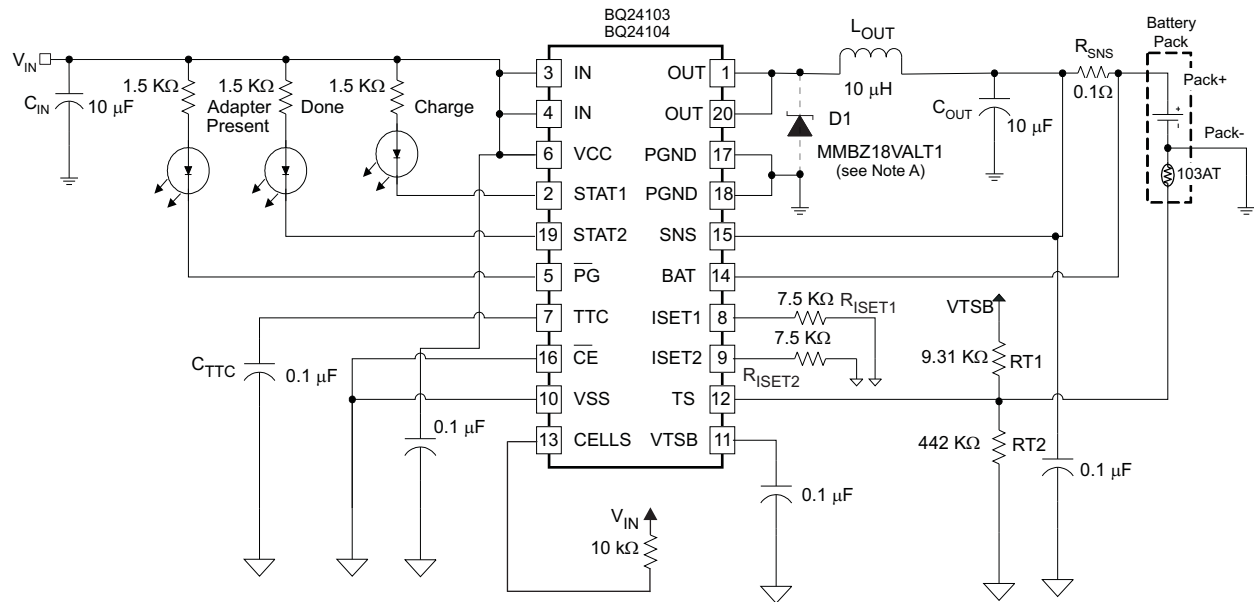 BQ24103
BQ24104
V_IN
C_IN
10 μF
1.5 KΩ
Adapter
Present
1.5 KΩ
Done
1.5 KΩ
Charge
3 IN
4 IN
6 VCC
2 STAT1
19 STAT2
5 P̅G̅
7 TTC
16 C̅E̅
10 VSS
13 CELLS
OUT 1
OUT 20
PGND 17
PGND 18
SNS 15
BAT 14
ISET1 8
ISET2 9
TS 12
VTSB 11
L_OUT
10 μH
D1
MMBZ18VALT1
(see Note A)
C_OUT
10 μF
R_SNS
0.1Ω
Battery
Pack
Pack+
+
Pack-
103AT
7.5 KΩ
R_ISET1
7.5 KΩ
R_ISET2
VTSB
9.31 KΩ
RT1
442 KΩ
RT2
0.1 μF
0.1 μF
C_TTC
0.1 μF
0.1 μF
V_IN
10 kΩ